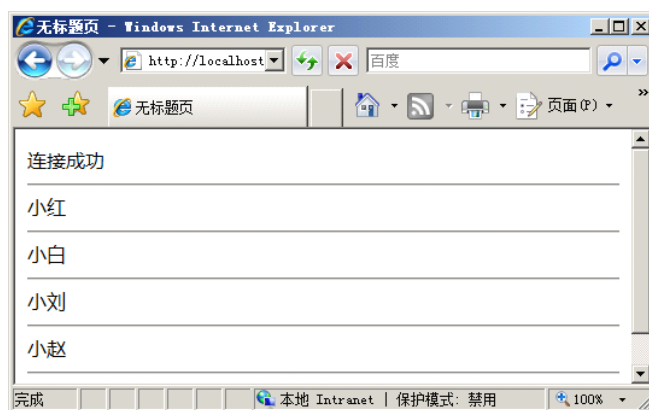 无标题页 - Windows Internet Explorer
http://localhost
百度
无标题页
页面(P)
»
连接成功
小红
小白
小刘
小赵
完成
本地 Intranet | 保护模式: 禁用
100%